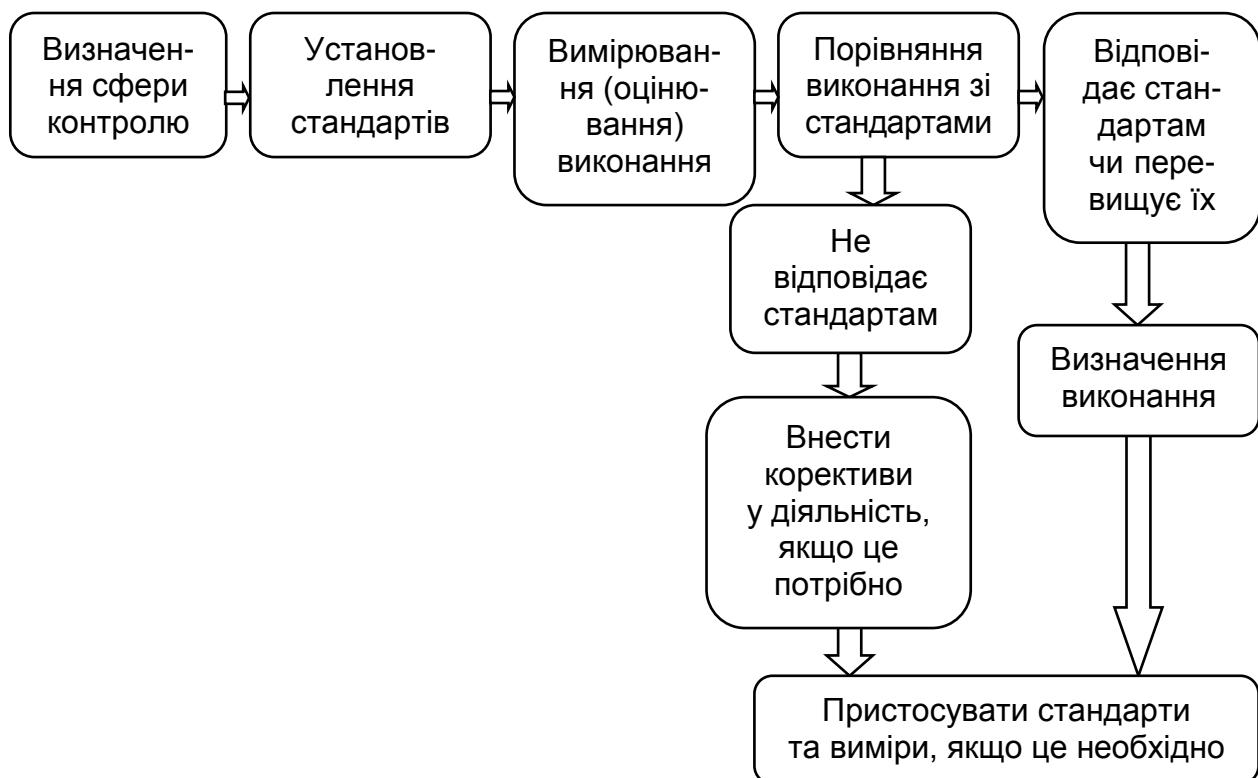 Визначен-
ня сфери
контролю
Установ-
лення
стандартів
Вимірюван-
ня (оціню-
вання)
виконання
Порівняння
виконання зі
стандартами
Відпові-
дає стан-
дартам
чи пере-
вищує їх
Не
відповідає
стандартам
Визначення
виконання
Внести
корективи
у діяльність,
якщо це
потрібно
Пристосувати стандарти
та виміри, якщо це необхідно